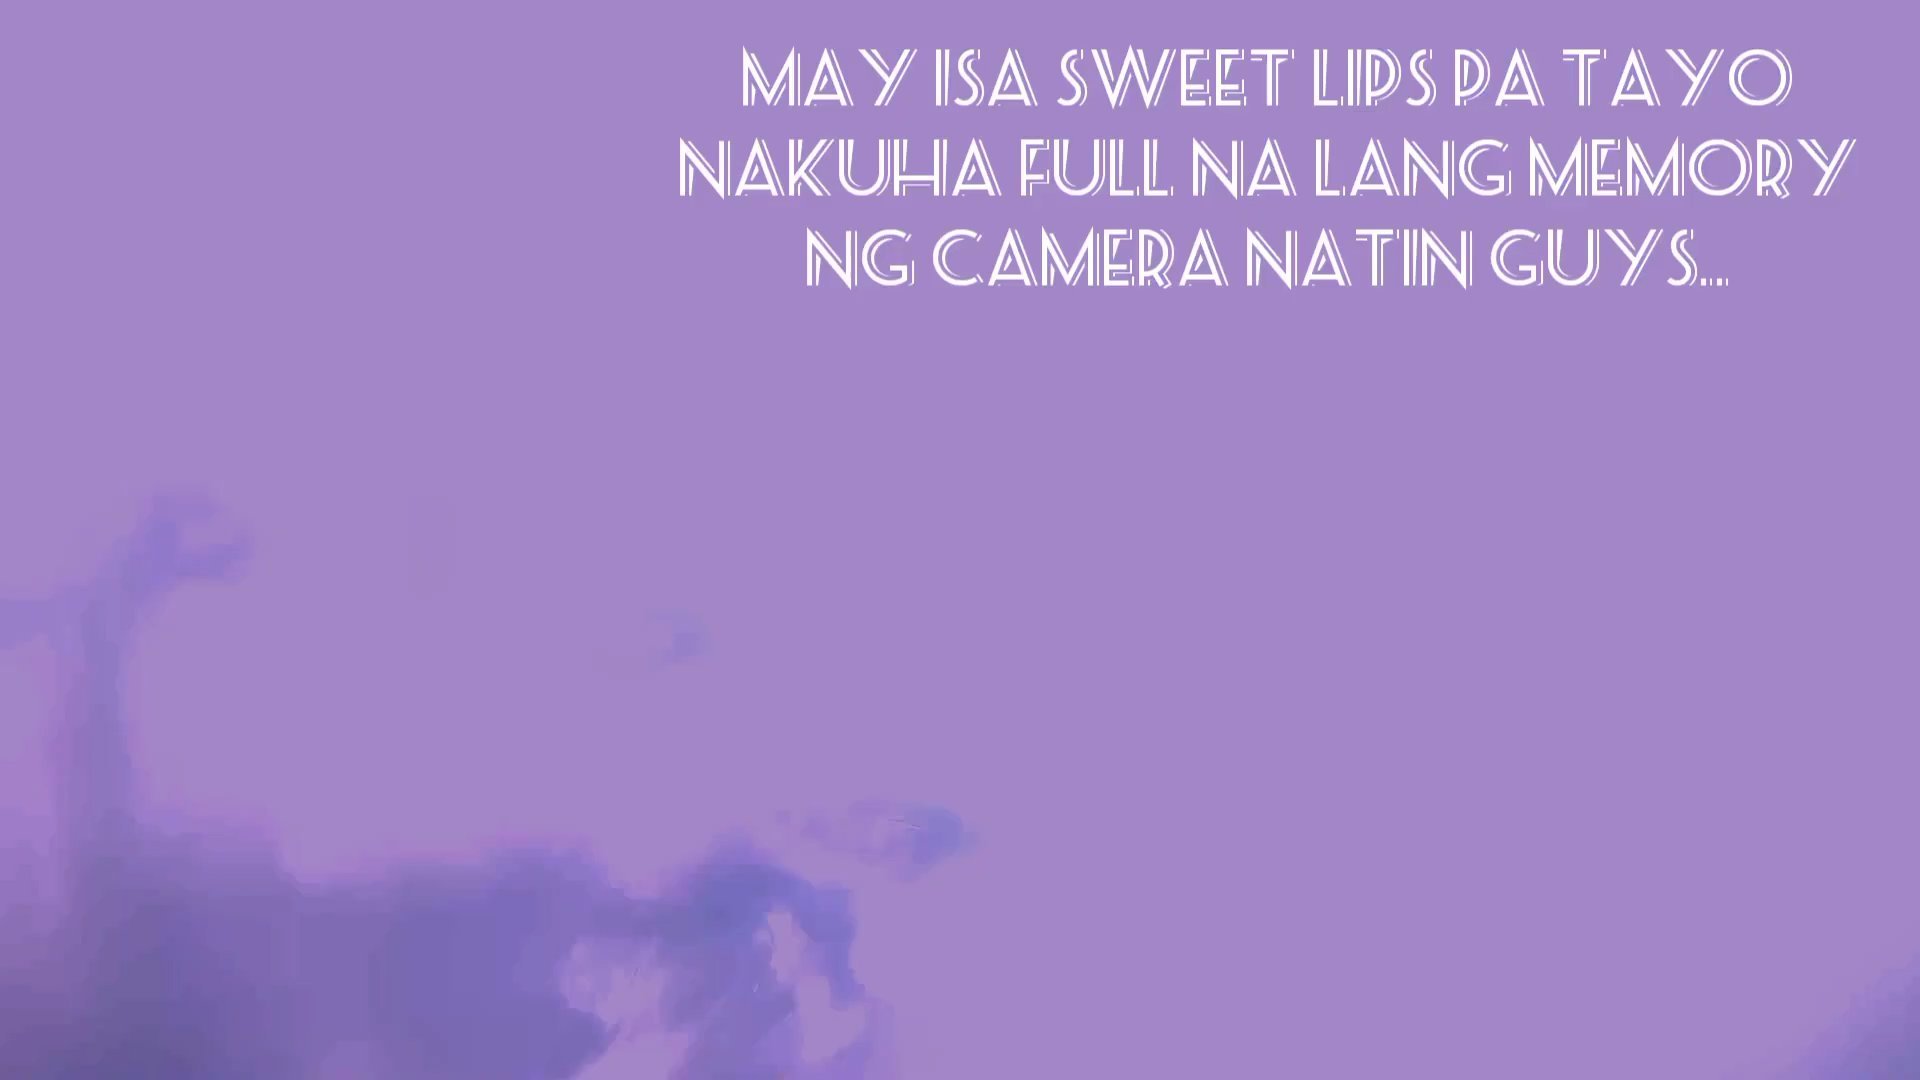 MAY ISA SWEET LIPS PA TAYO
NAKUHA FULL NA LANG MEMORY
NG CAMERA NATIN GUYS...